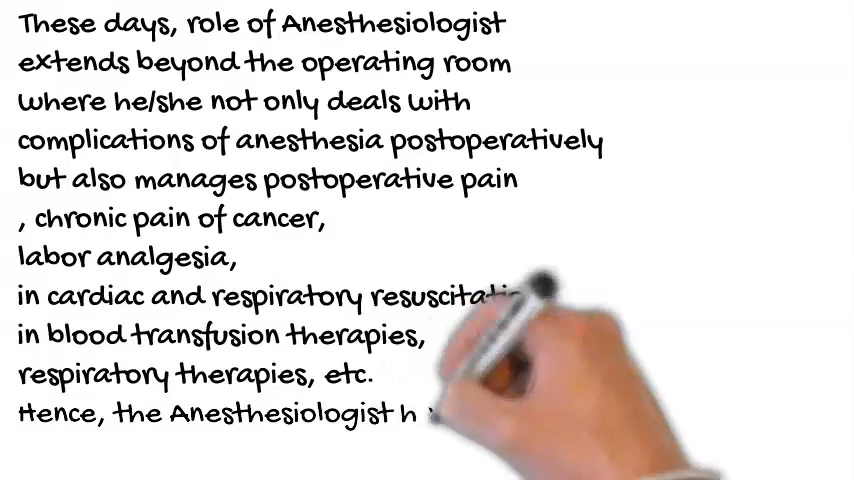 These days, role of Anesthesiologist
extends beyond the operating room
where he/she not only deals with
complications of anesthesia postoperatively
but also manages postoperative pain
, chronic pain of cancer,
labor analgesia,
in cardiac and respiratory
in blood transfusion therapies,
respiratory therapies, etc.
Hence, the Anesthesiologist h